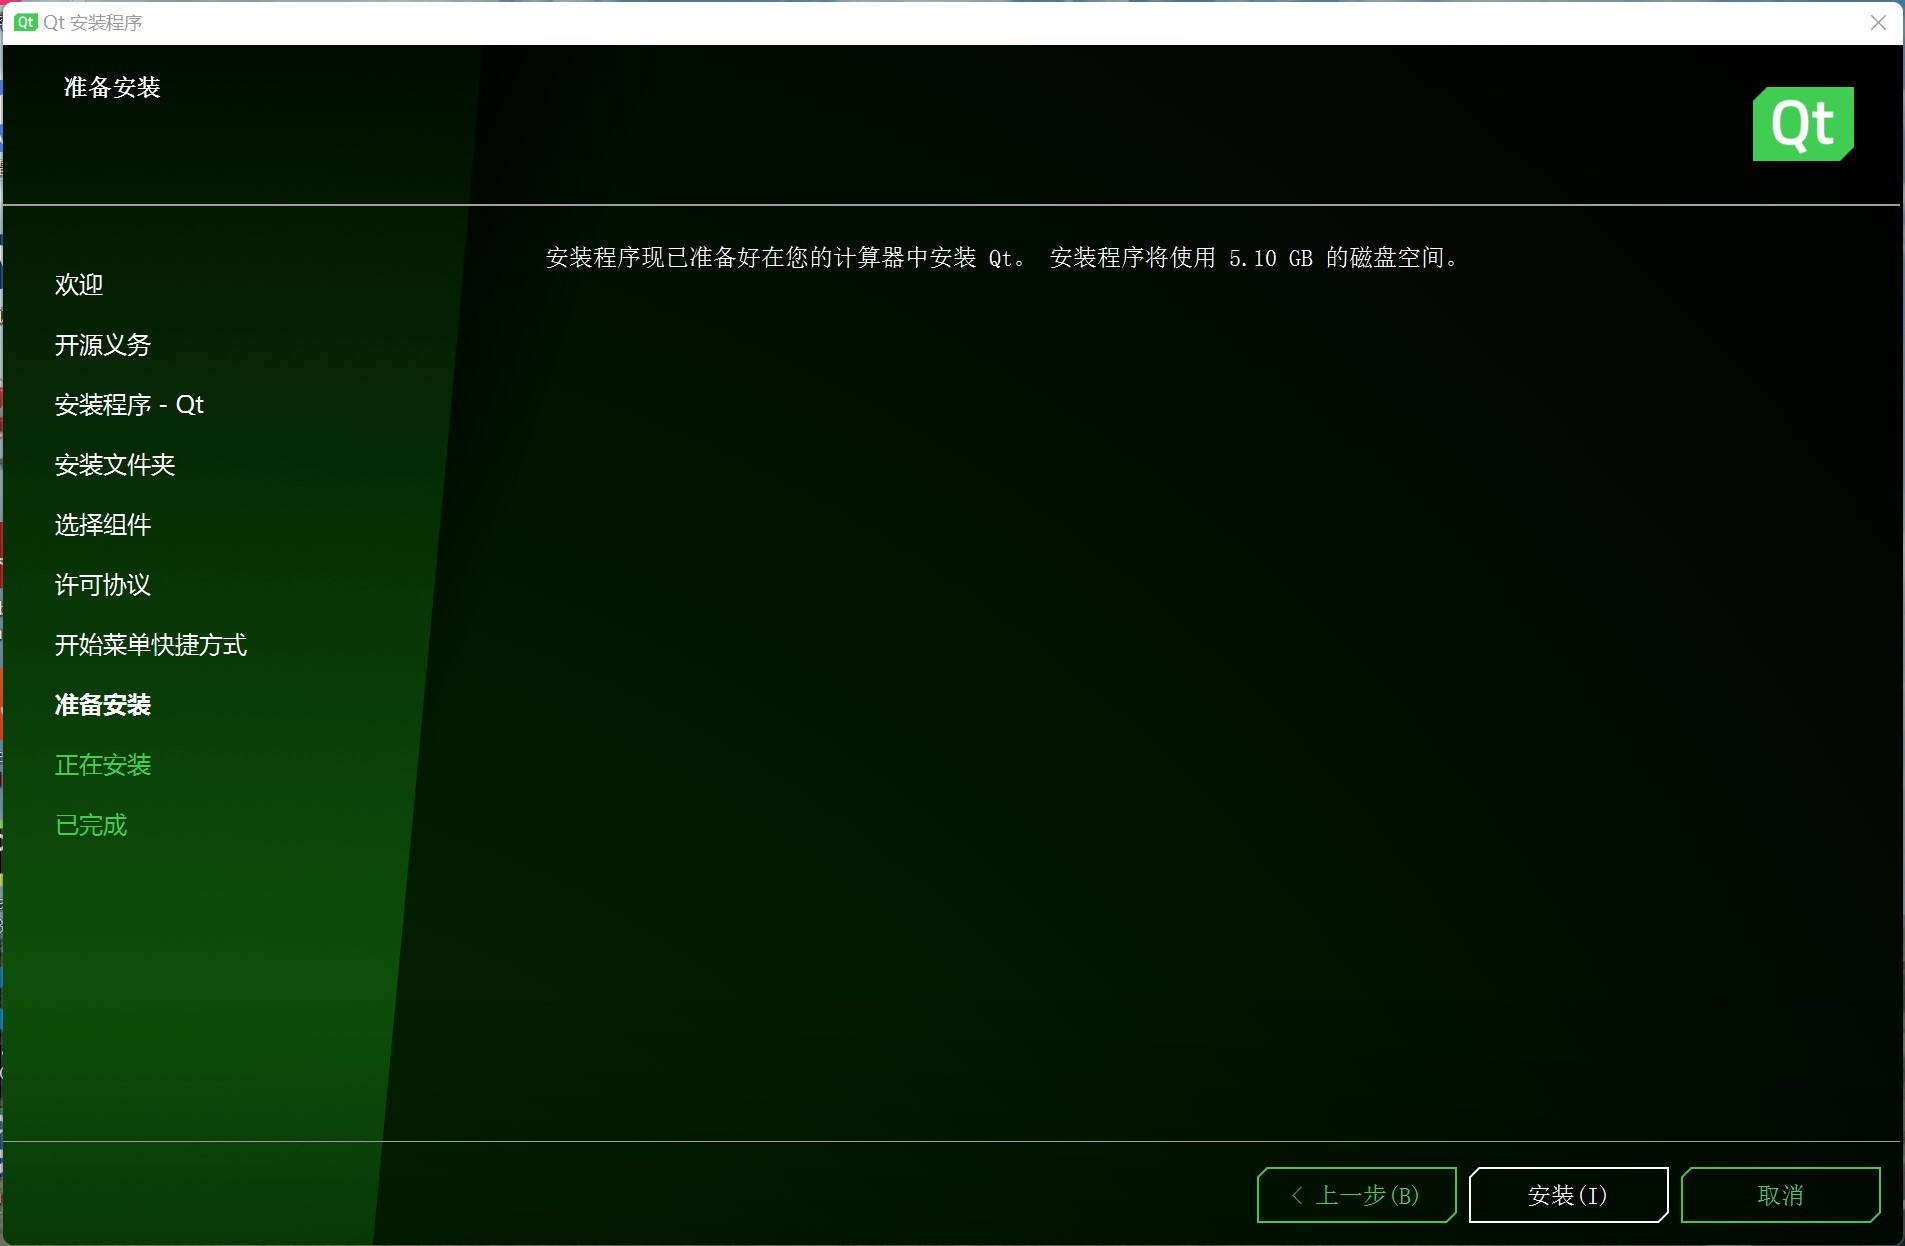 Qt 安装程序
准备安装
Qt
安装程序现已准备好在您的计算器中安装 Qt。 安装程序将使用 5.10 GB 的磁盘空间。
欢迎
开源义务
安装程序 - Qt
安装文件夹
选择组件
许可协议
开始菜单快捷方式
准备安装
正在安装
已完成
< 上一步(B)
安装(I)
取消